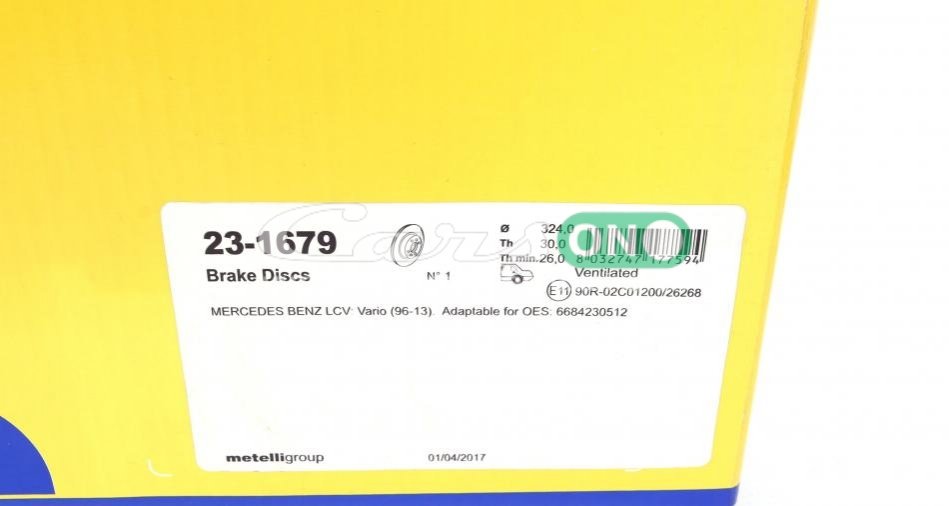 23-1679
Brake Discs
N° 1
Ø 324,0
Th 30,0
Th min. 26,0
8 032747 177594
Ventilated
E11 90R-02C01200/26268
MERCEDES BENZ LCV: Vario (96-13). Adaptable for OES: 6684230512
metelligroup
01/04/2017
Cars
ONO